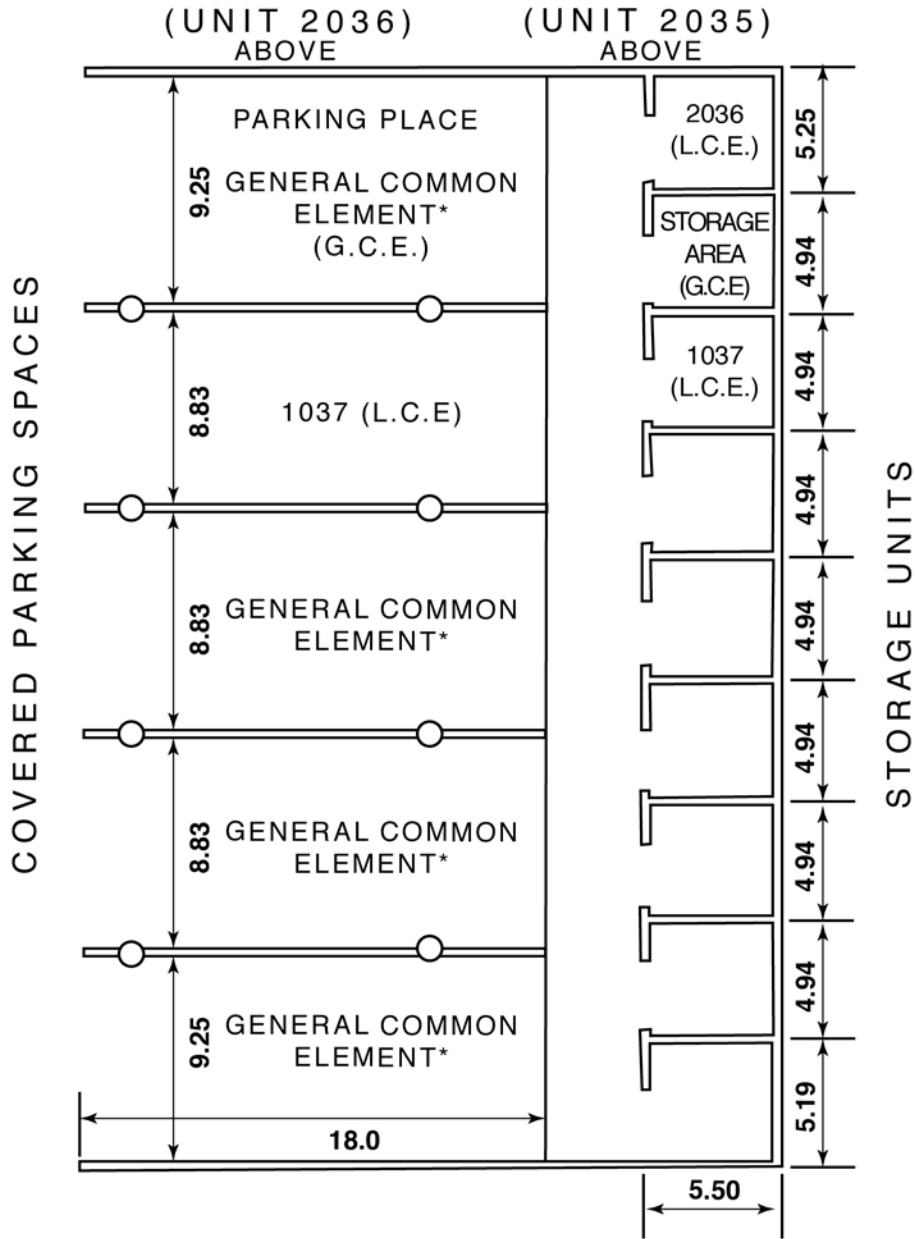 (UNIT 2036)
ABOVE
(UNIT 2035)
ABOVE
COVERED PARKING SPACES
9.25
PARKING PLACE
GENERAL COMMON
ELEMENT*
(G.C.E.)
8.83
1037 (L.C.E)
8.83
GENERAL COMMON
ELEMENT*
8.83
GENERAL COMMON
ELEMENT*
9.25
GENERAL COMMON
ELEMENT*
18.0
2036
(L.C.E.)
STORAGE
AREA
(G.C.E)
1037
(L.C.E.)
5.25
4.94
4.94
4.94
4.94
4.94
4.94
4.94
5.19
5.50
STORAGE UNITS